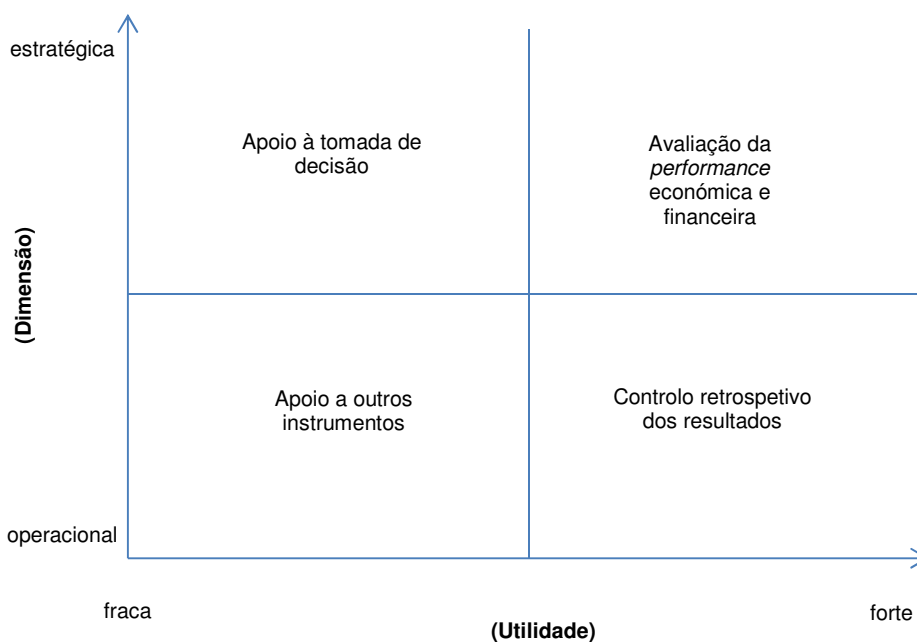 estratégica
Apoio à tomada de
decisão
Avaliação da
performance
económica e
financeira
(Dimensão)
Apoio a outros
instrumentos
Controlo retrospetivo
dos resultados
operacional
fraca
forte
(Utilidade)